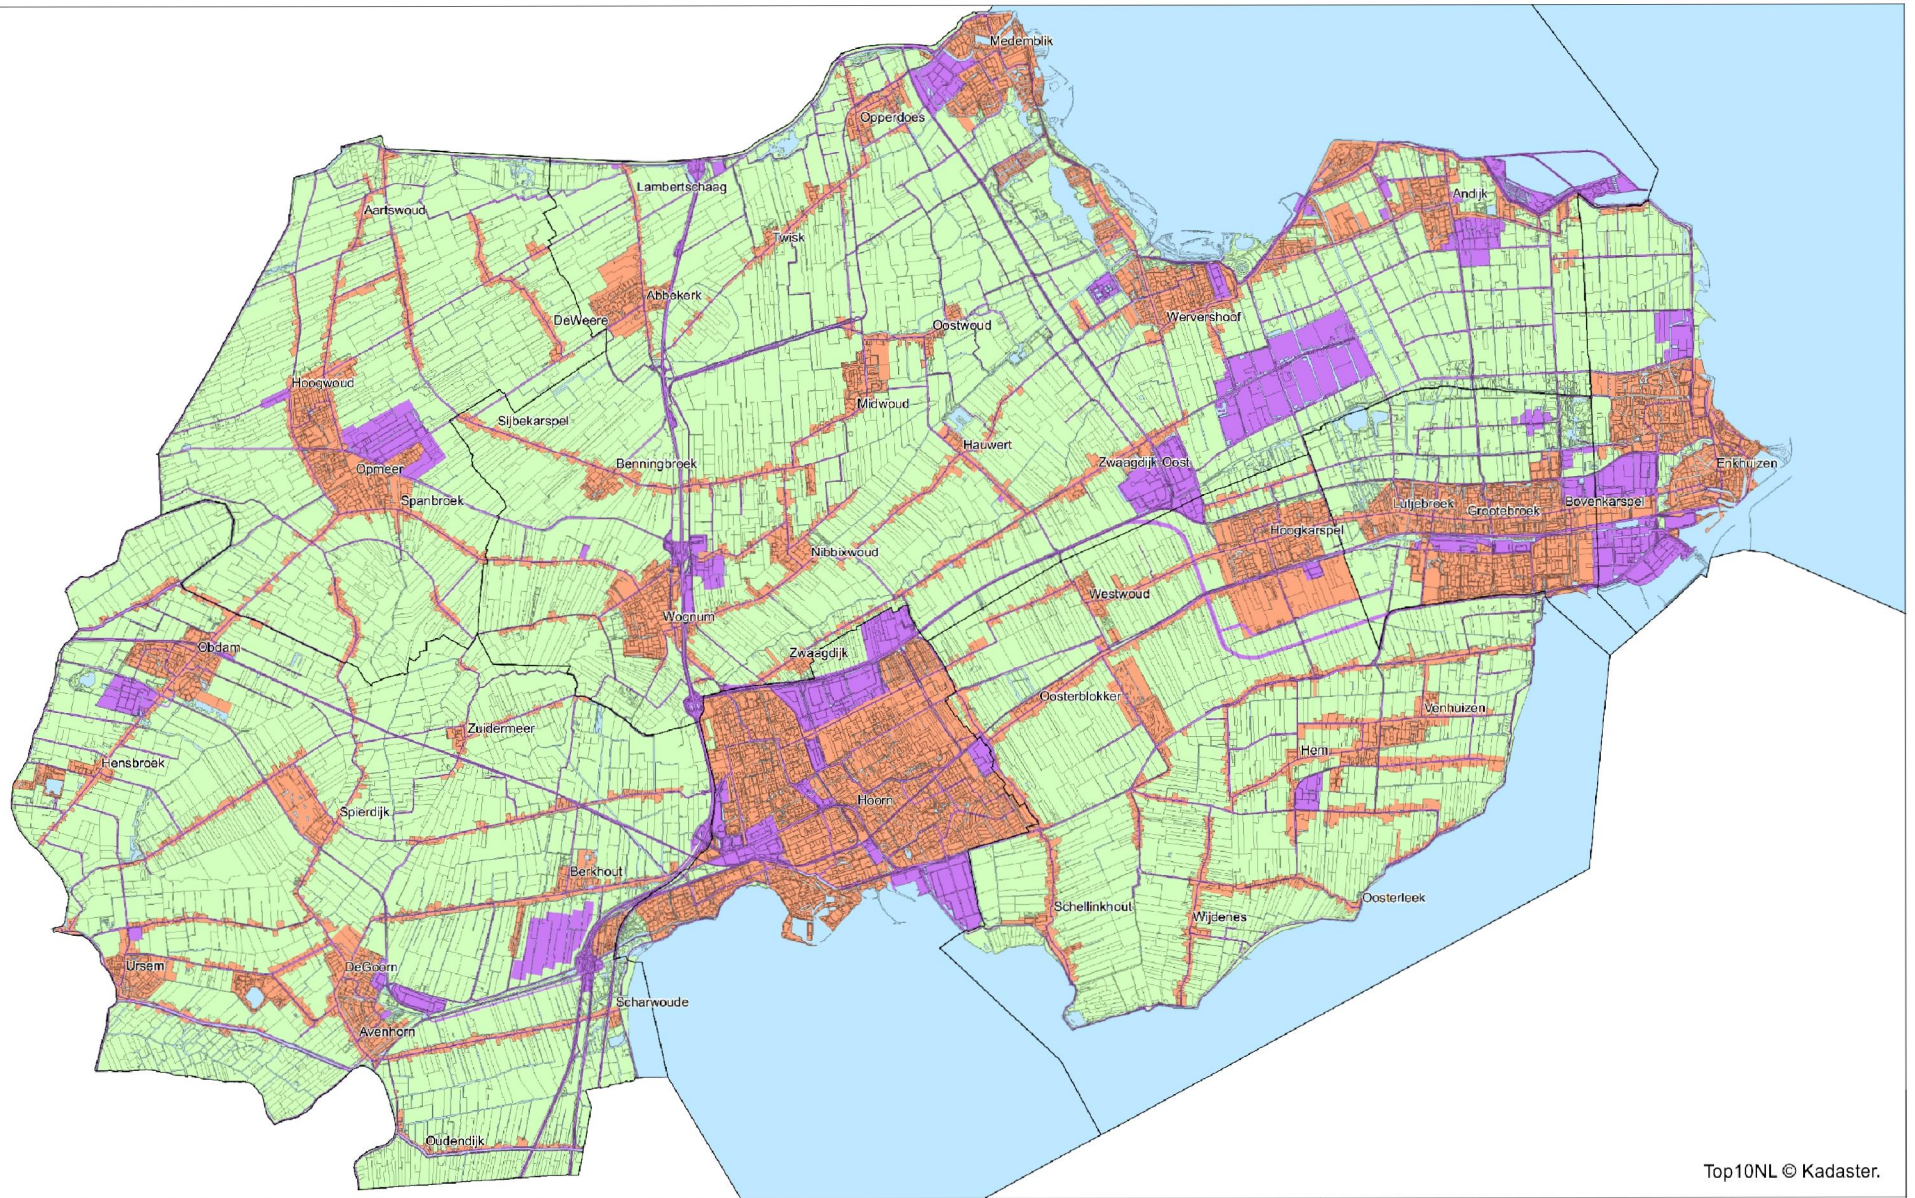 Medemblik
Opperdoes
Lambertschaag
Andijk
Aartswoud
Twisk
Abbekerk
DeWeere
Wervershoof
Oostwoud
Hoogwoud
Midwoud
Sijbekarspel
Hauwert
Benningbroek
Zwaagdijk-Oost
Enkhuizen
Opmeer
Spanbroek
Lutjebroek
Grootebroek
Bovenkarspel
Hoogkarspel
Nibbixwoud
Westwoud
Wognum
Obdam
Zwaagdijk
Oosterblokker
Venhuizen
Zuidermeer
Hem
Hensbroek
Hoorn
Spierdijk
Berkhout
Oosterleek
Schellinkhout
Wijdenes
Ursem
DeGoorn
Scharwoude
Avenhorn
Oudendijk
Top10NL © Kadaster.